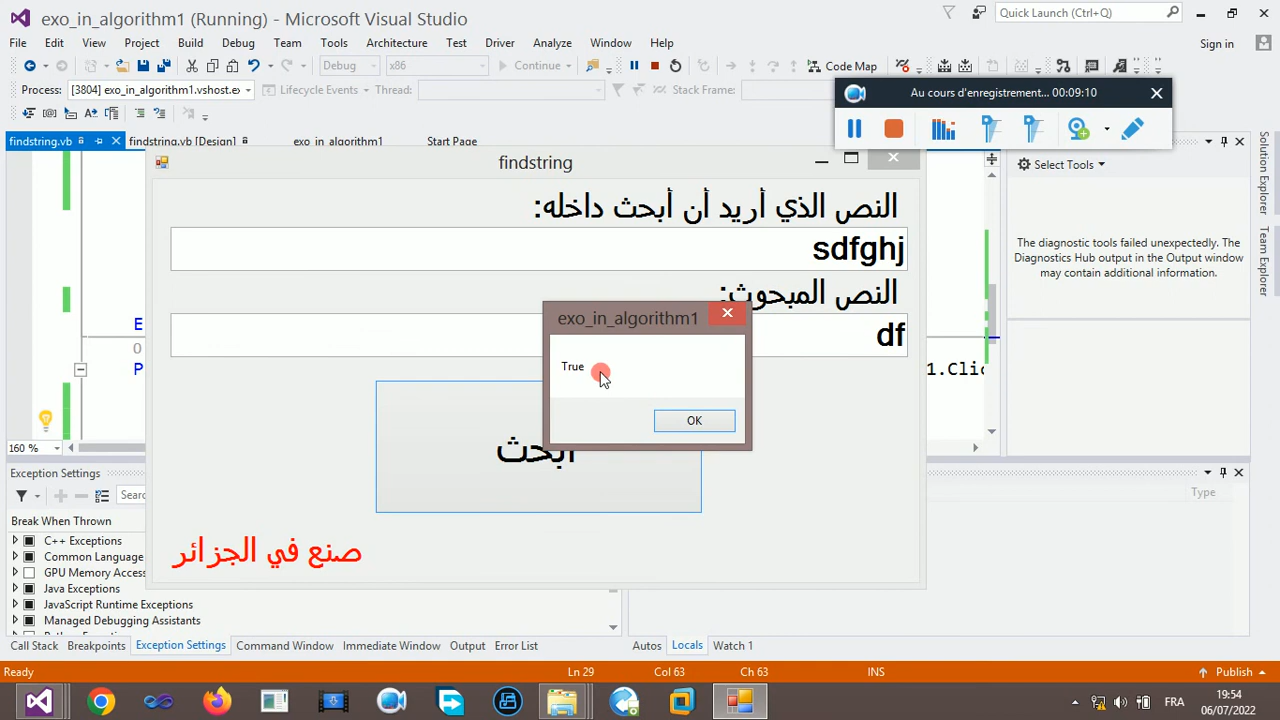 exo_in_algorithm1 (Running) - Microsoft Visual Studio
Quick Launch (Ctrl+Q)
File Edit View Project Build Debug Team Tools Architecture Test Driver Analyze Window Help
Sign in
Debug x86 Continue Code Map
Process: [3804] exo_in_algorithm1.vshost.ex Lifecycle Events Thread: Stack Frame:
Au cours d'enregistrement... 00:09:10
findstring.vb findstring.vb [Design] exo_in_algorithm1 Start Page
findstring
Select Tools
النص الذي أريد أن أبحث داخله:
sdfghj
The diagnostic tools failed unexpectedly. The
Diagnostics Hub output in the Output window
may contain additional information.
النص المبحوث:
df
exo_in_algorithm1
True
OK
E
0
P
1.Clic
ابحث
160 %
صنع في الجزائر
Exception Settings
Sear
Type
Break When Thrown
C++ Exceptions
Common Language
GPU Memory Acces
Java Exceptions
JavaScript Runtime Exceptions
Managed Debugging Assistants
Call Stack Breakpoints Exception Settings Command Window Immediate Window Output Error List
Autos Locals Watch 1
Ready Ln 29 Col 63 Ch 63 INS Publish
FRA
19:54
06/07/2022
Solution Explorer
Team Explorer